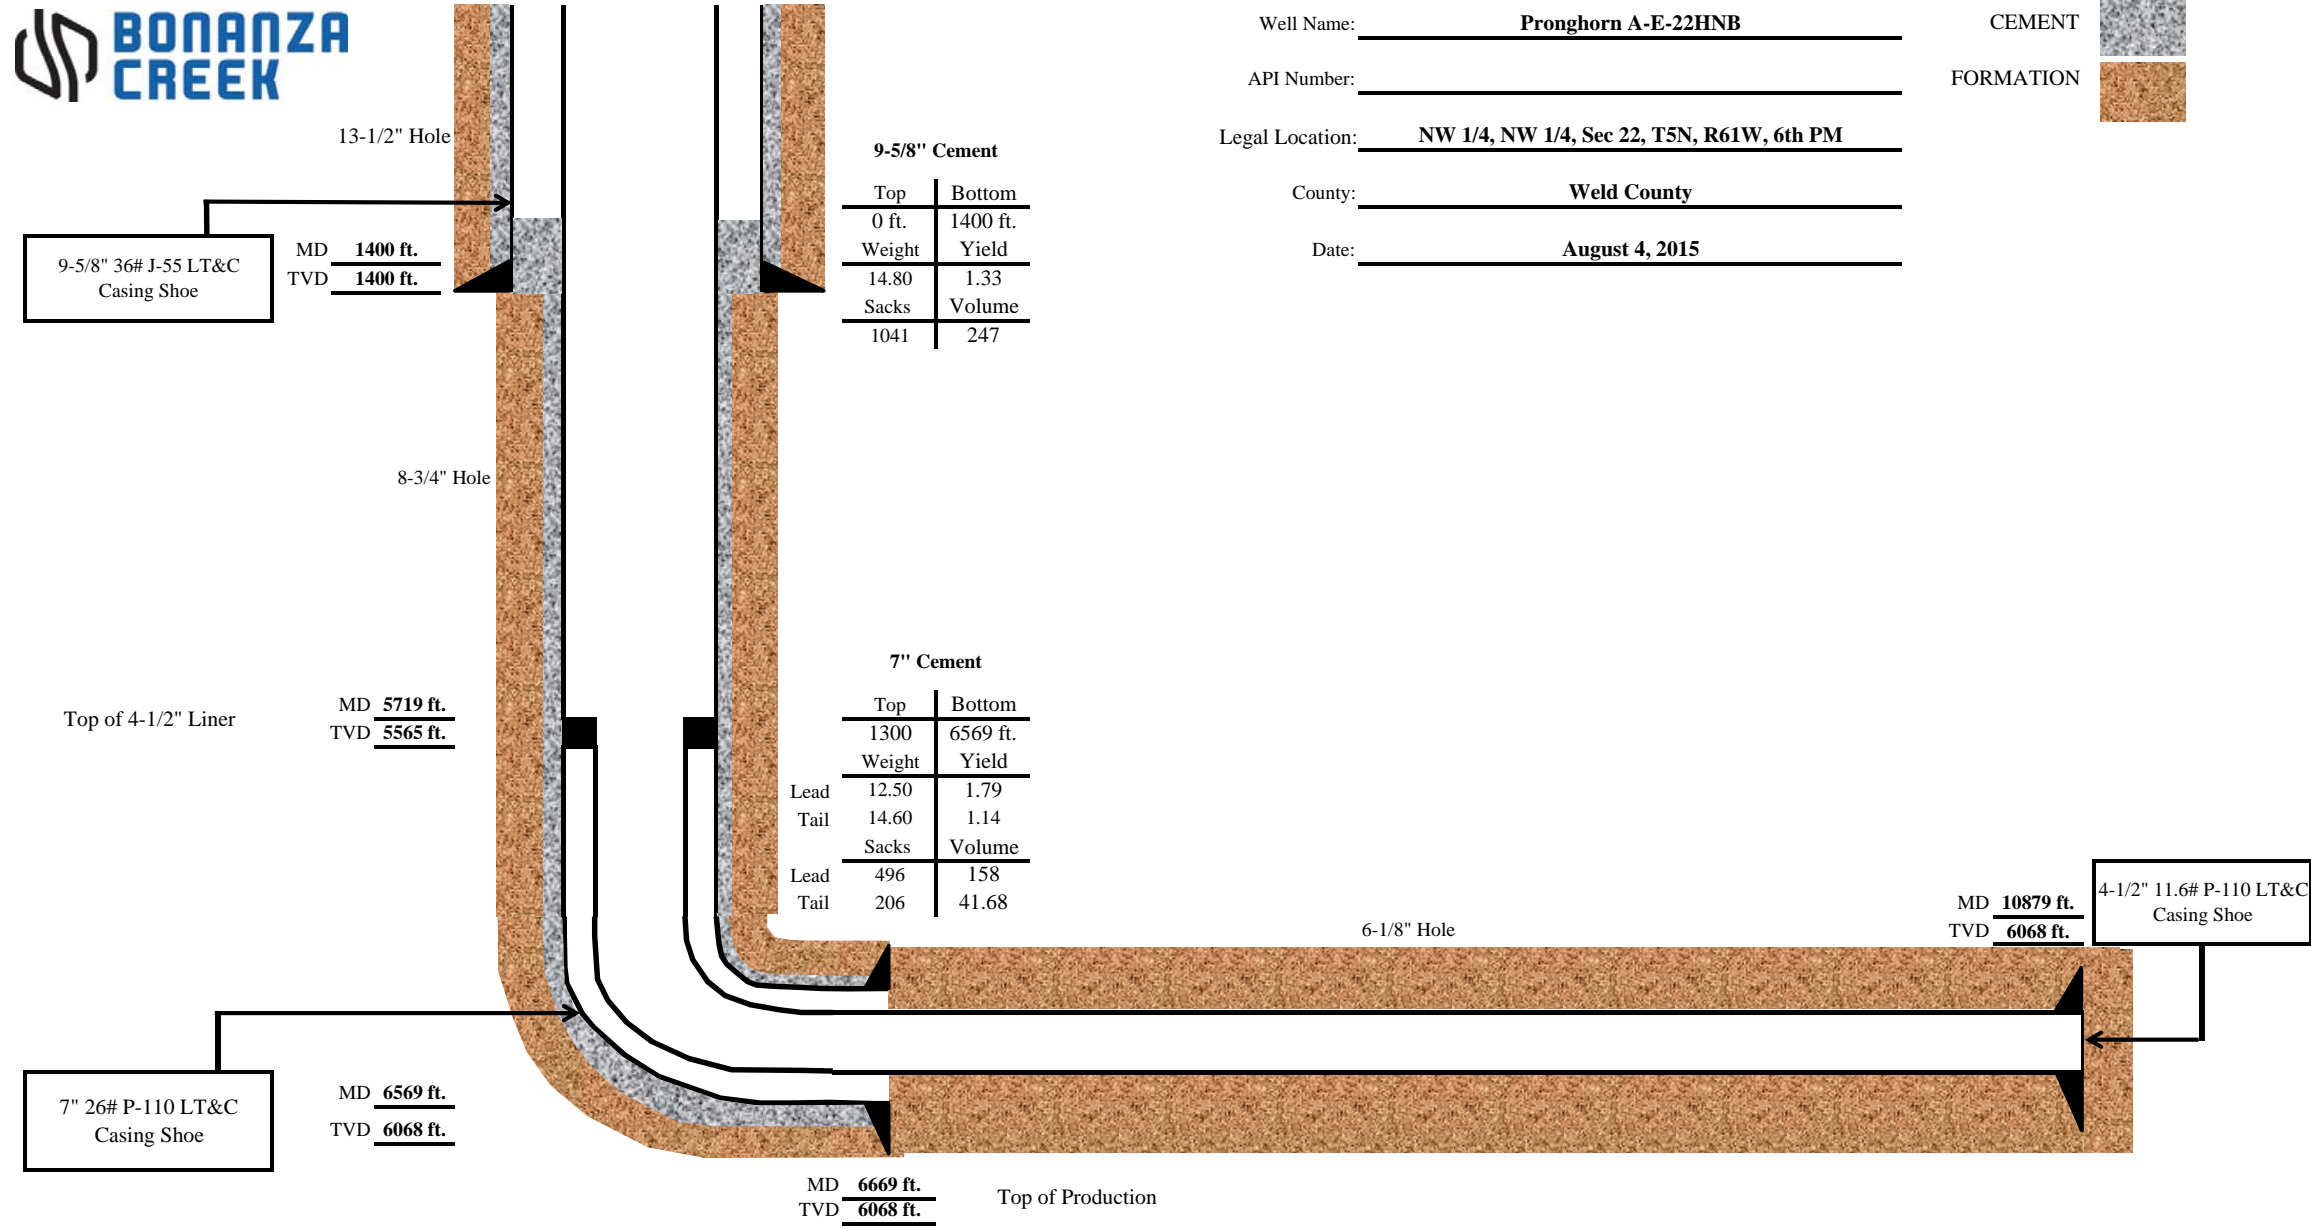 BONANZA
CREEK
Well Name: Pronghorn A-E-22HNB
CEMENT
API Number:
FORMATION
Legal Location: NW 1/4, NW 1/4, Sec 22, T5N, R61W, 6th PM
County: Weld County
Date: August 4, 2015
13-1/2" Hole
9-5/8" 36# J-55 LT&C
Casing Shoe
MD 1400 ft.
TVD 1400 ft.
9-5/8" Cement
Top Bottom
0 ft. 1400 ft.
Weight Yield
14.80 1.33
Sacks Volume
1041 247
8-3/4" Hole
Top of 4-1/2" Liner
MD 5719 ft.
TVD 5565 ft.
7" Cement
Top Bottom
1300 6569 ft.
Weight Yield
Lead 12.50 1.79
Tail 14.60 1.14
Sacks Volume
Lead 496 158
Tail 206 41.68
6-1/8" Hole
MD 10879 ft.
TVD 6068 ft.
4-1/2" 11.6# P-110 LT&C
Casing Shoe
7" 26# P-110 LT&C
Casing Shoe
MD 6569 ft.
TVD 6068 ft.
MD 6669 ft.
TVD 6068 ft.
Top of Production